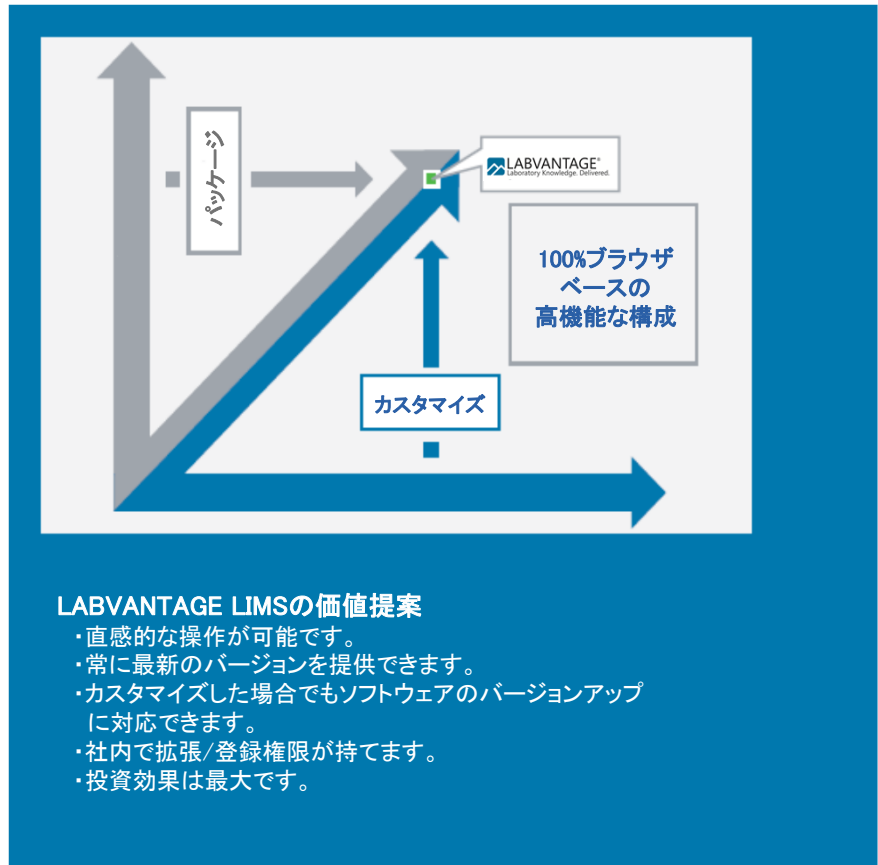 パッケージ
LABVANTAGE®
Laboratory Knowledge. Delivered.
100%ブラウザ
ベースの
高機能な構成
カスタマイズ
LABVANTAGE LIMSの価値提案
・直感的な操作が可能です。
・常に最新のバージョンを提供できます。
・カスタマイズした場合でもソフトウェアのバージョンアップ
に対応できます。
・社内で拡張/登録権限が持てます。
・投資効果は最大です。